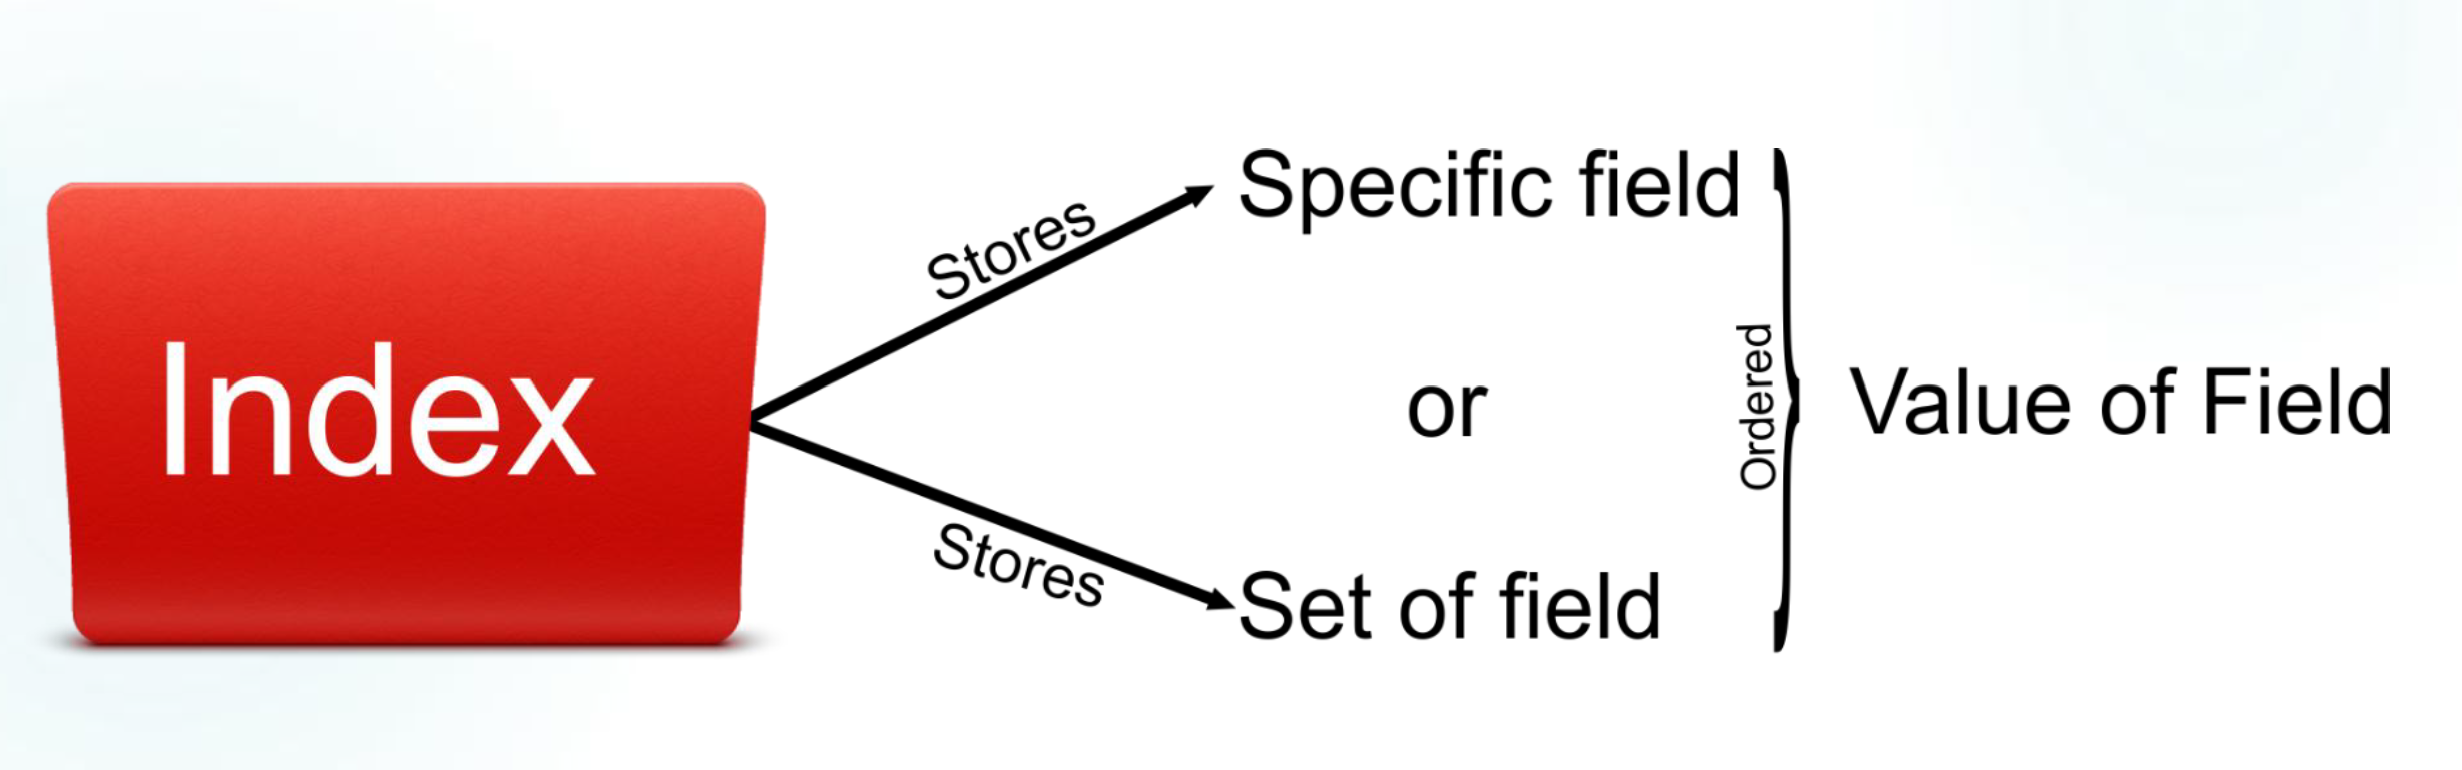 Index
Stores
Specific field
or
Stores
Set of field
Ordered
Value of Field